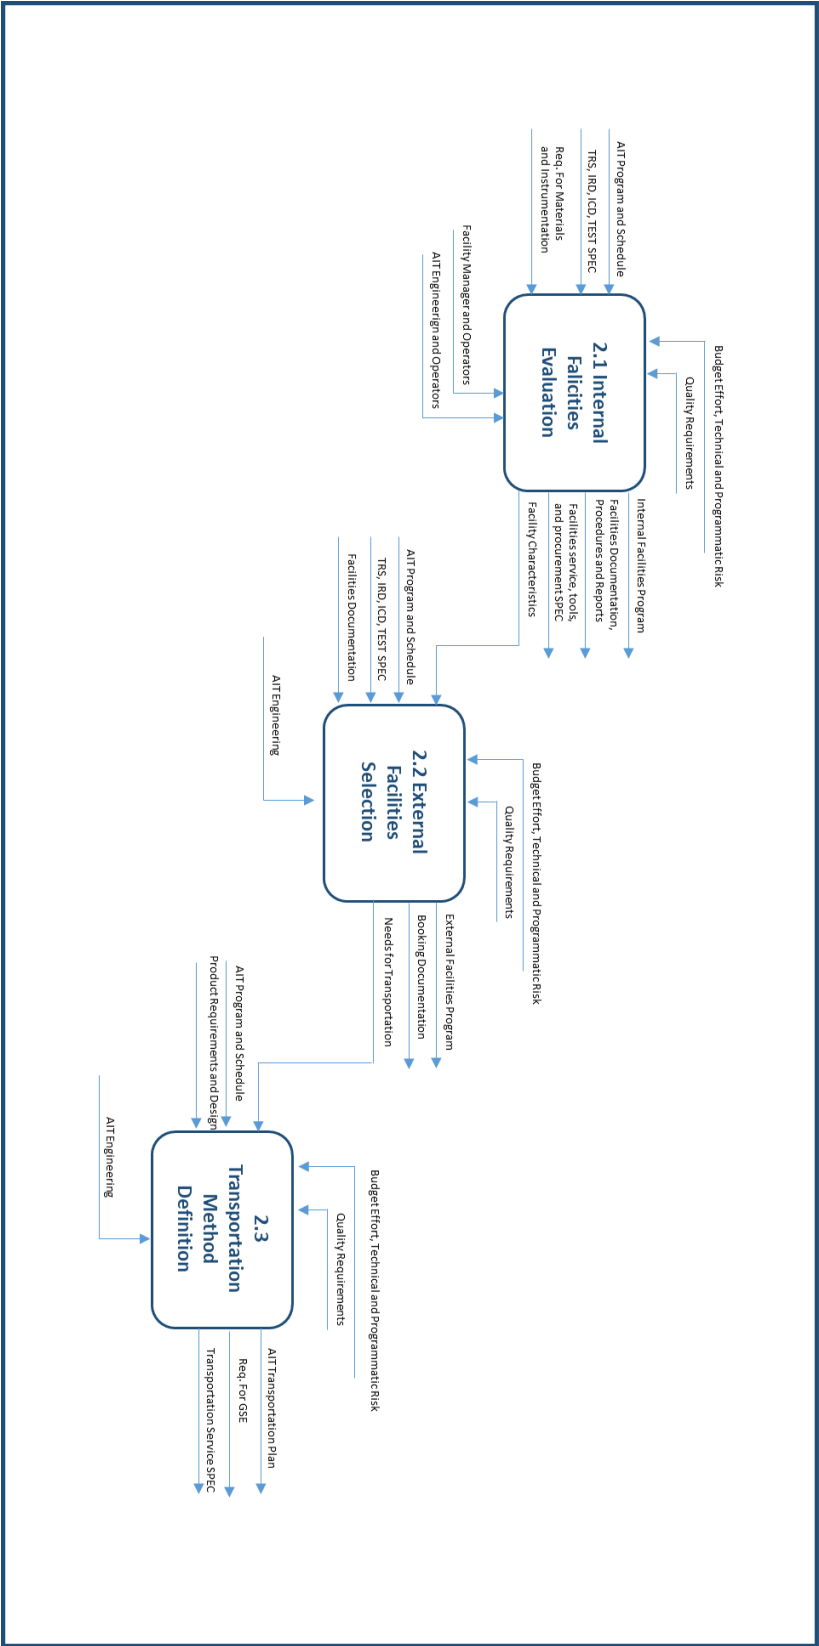 Budget Effort, Technical and Programmatic Risk
Quality Requirements
AIT Program and Schedule
TRS, IRD, ICD, TEST SPEC
Req. For Materials
and Instrumentation
2.1 Internal
Falicities
Evaluation
Facility Manager and Operators
AIT Engineerign and Operators
Internal Facilities Program
Facilities Documentation,
Procedures and Reports
Facilities service, tools,
and procurement SPEC
Facility Characteristics
Budget Effort, Technical and Programmatic Risk
Quality Requirements
AIT Program and Schedule
TRS, IRD, ICD, TEST SPEC
Facilities Documentation
2.2 External
Facilities
Selection
AIT Engineering
External Facilities Program
Booking Documentation
Needs for Transportation
Budget Effort, Technical and Programmatic Risk
Quality Requirements
AIT Program and Schedule
Product Requirements and Design
2.3
Transportation
Method
Definition
AIT Engineering
AIT Transportation Plan
Req. For GSE
Transportation Service SPEC